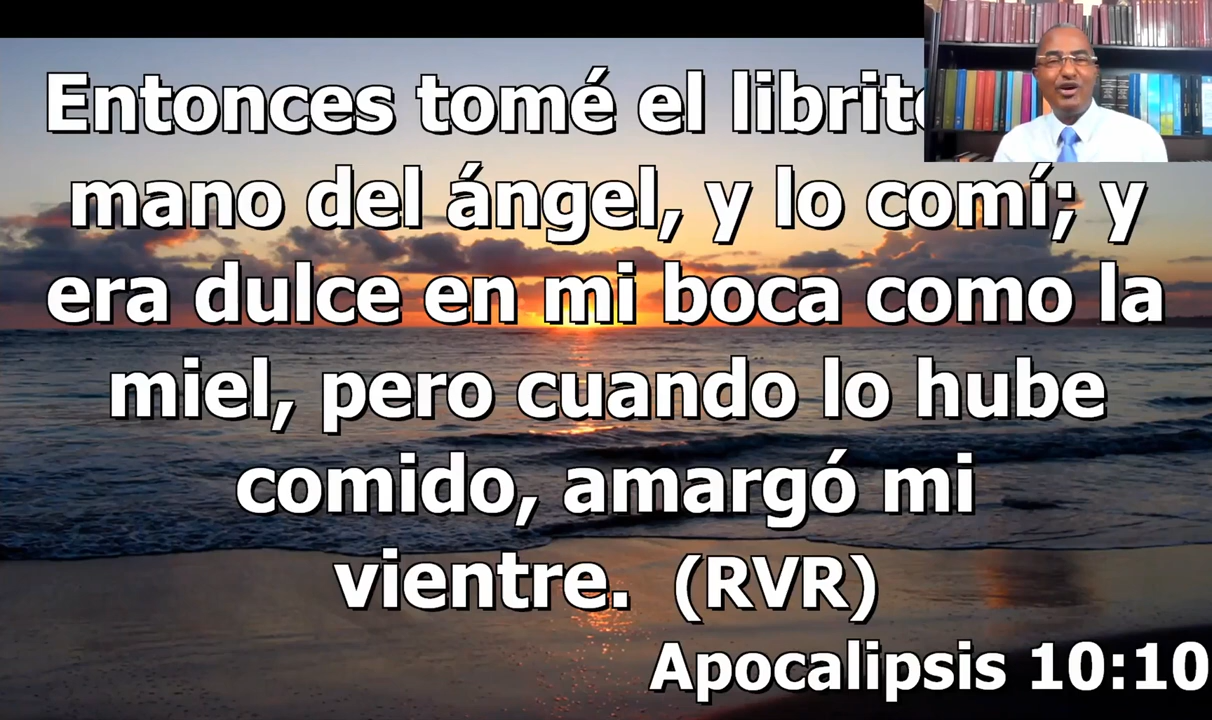 Entonces tomé el librito
mano del ángel, y lo comí; y
era dulce en mi boca como la
miel, pero cuando lo hube
comido, amargó mi
vientre. (RVR)
Apocalipsis 10:10